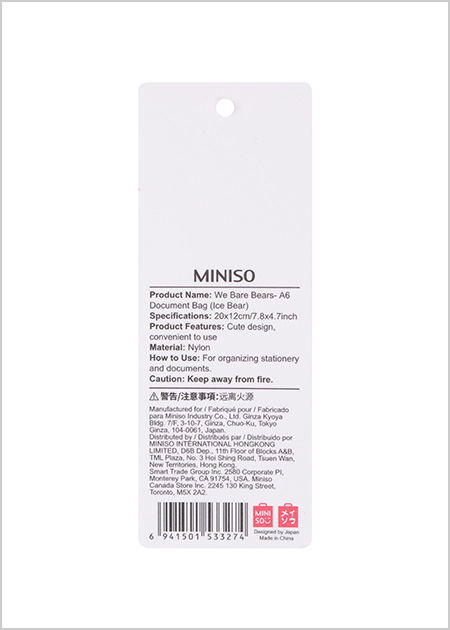 MINISO
Product Name: We Bare Bears- A6
Document Bag (Ice Bear)
Specifications: 20x12cm/7.8x4.7inch
Product Features: Cute design,
convenient to use
Material: Nylon
How to Use: For organizing stationery
and documents.
Caution: Keep away from fire.
警告/注意事項:远离火源
Manufactured for / Fabriqué pour / Fabricado
para Miniso Industry Co., Ltd. Ginza Kyoya
Bldg. 7/F, 3-10-7, Ginza, Chuo-Ku, Tokyo
Ginza, 104-0061, Japan.
Distributed by / Distribués par / Distribuido por
MINISO INTERNATIONAL HONGKONG
LIMITED, D6B Dep., 11th Floor of Blocks A&B,
TML Plaza, No. 3 Hoi Shing Road, Tsuen Wan,
New Territories, Hong Kong.
Smart Trade Group Inc. 2580 Corporate Pl,
Monterey Park, CA 91754, USA. Miniso
Canada Store Inc. 2245 130 King Street,
Toronto, M5X 2A2.
MINI
SO
メイ
ソウ
Designed by Japan
Made in China
6 941501 533274